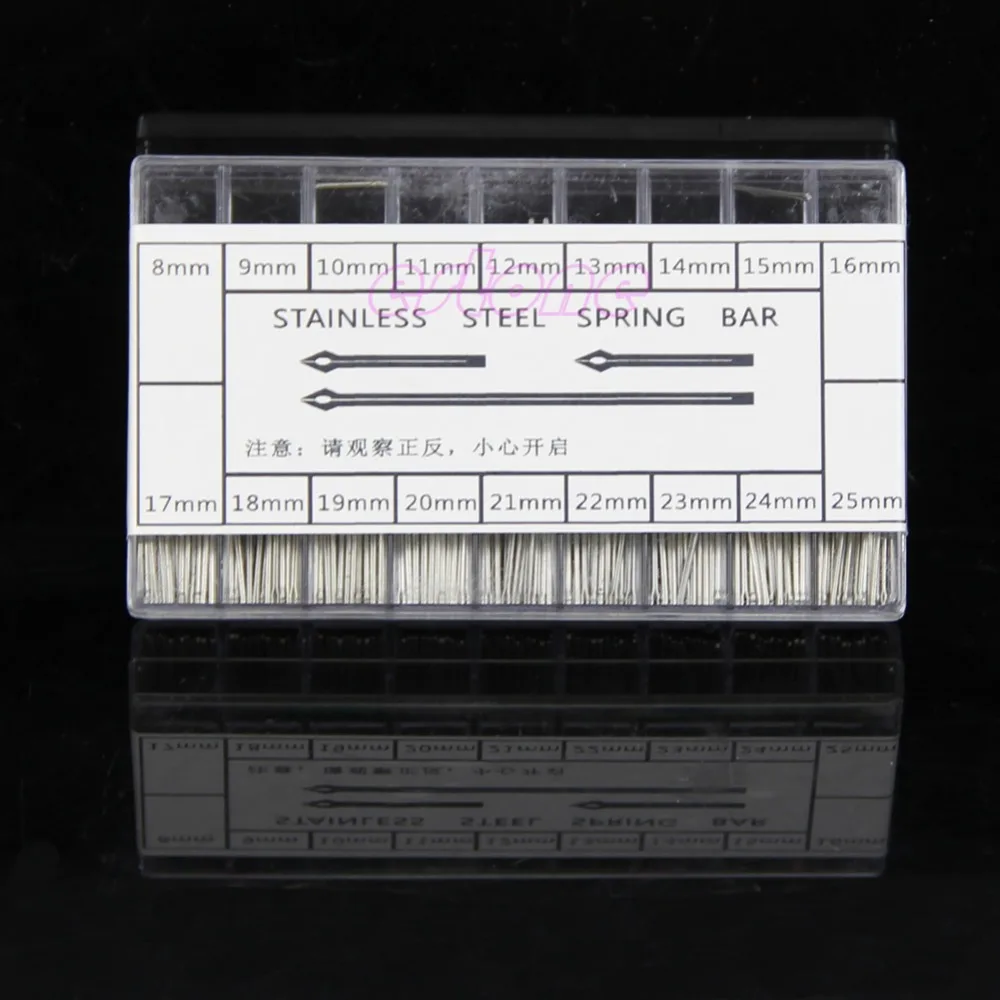 8mm 9mm 10mm 11mm 12mm 13mm 14mm 15mm 16mm
estone
STAINLESS STEEL SPRING BAR
注意：请观察正反，小心开启
17mm 18mm 19mm 20mm 21mm 22mm 23mm 24mm 25mm